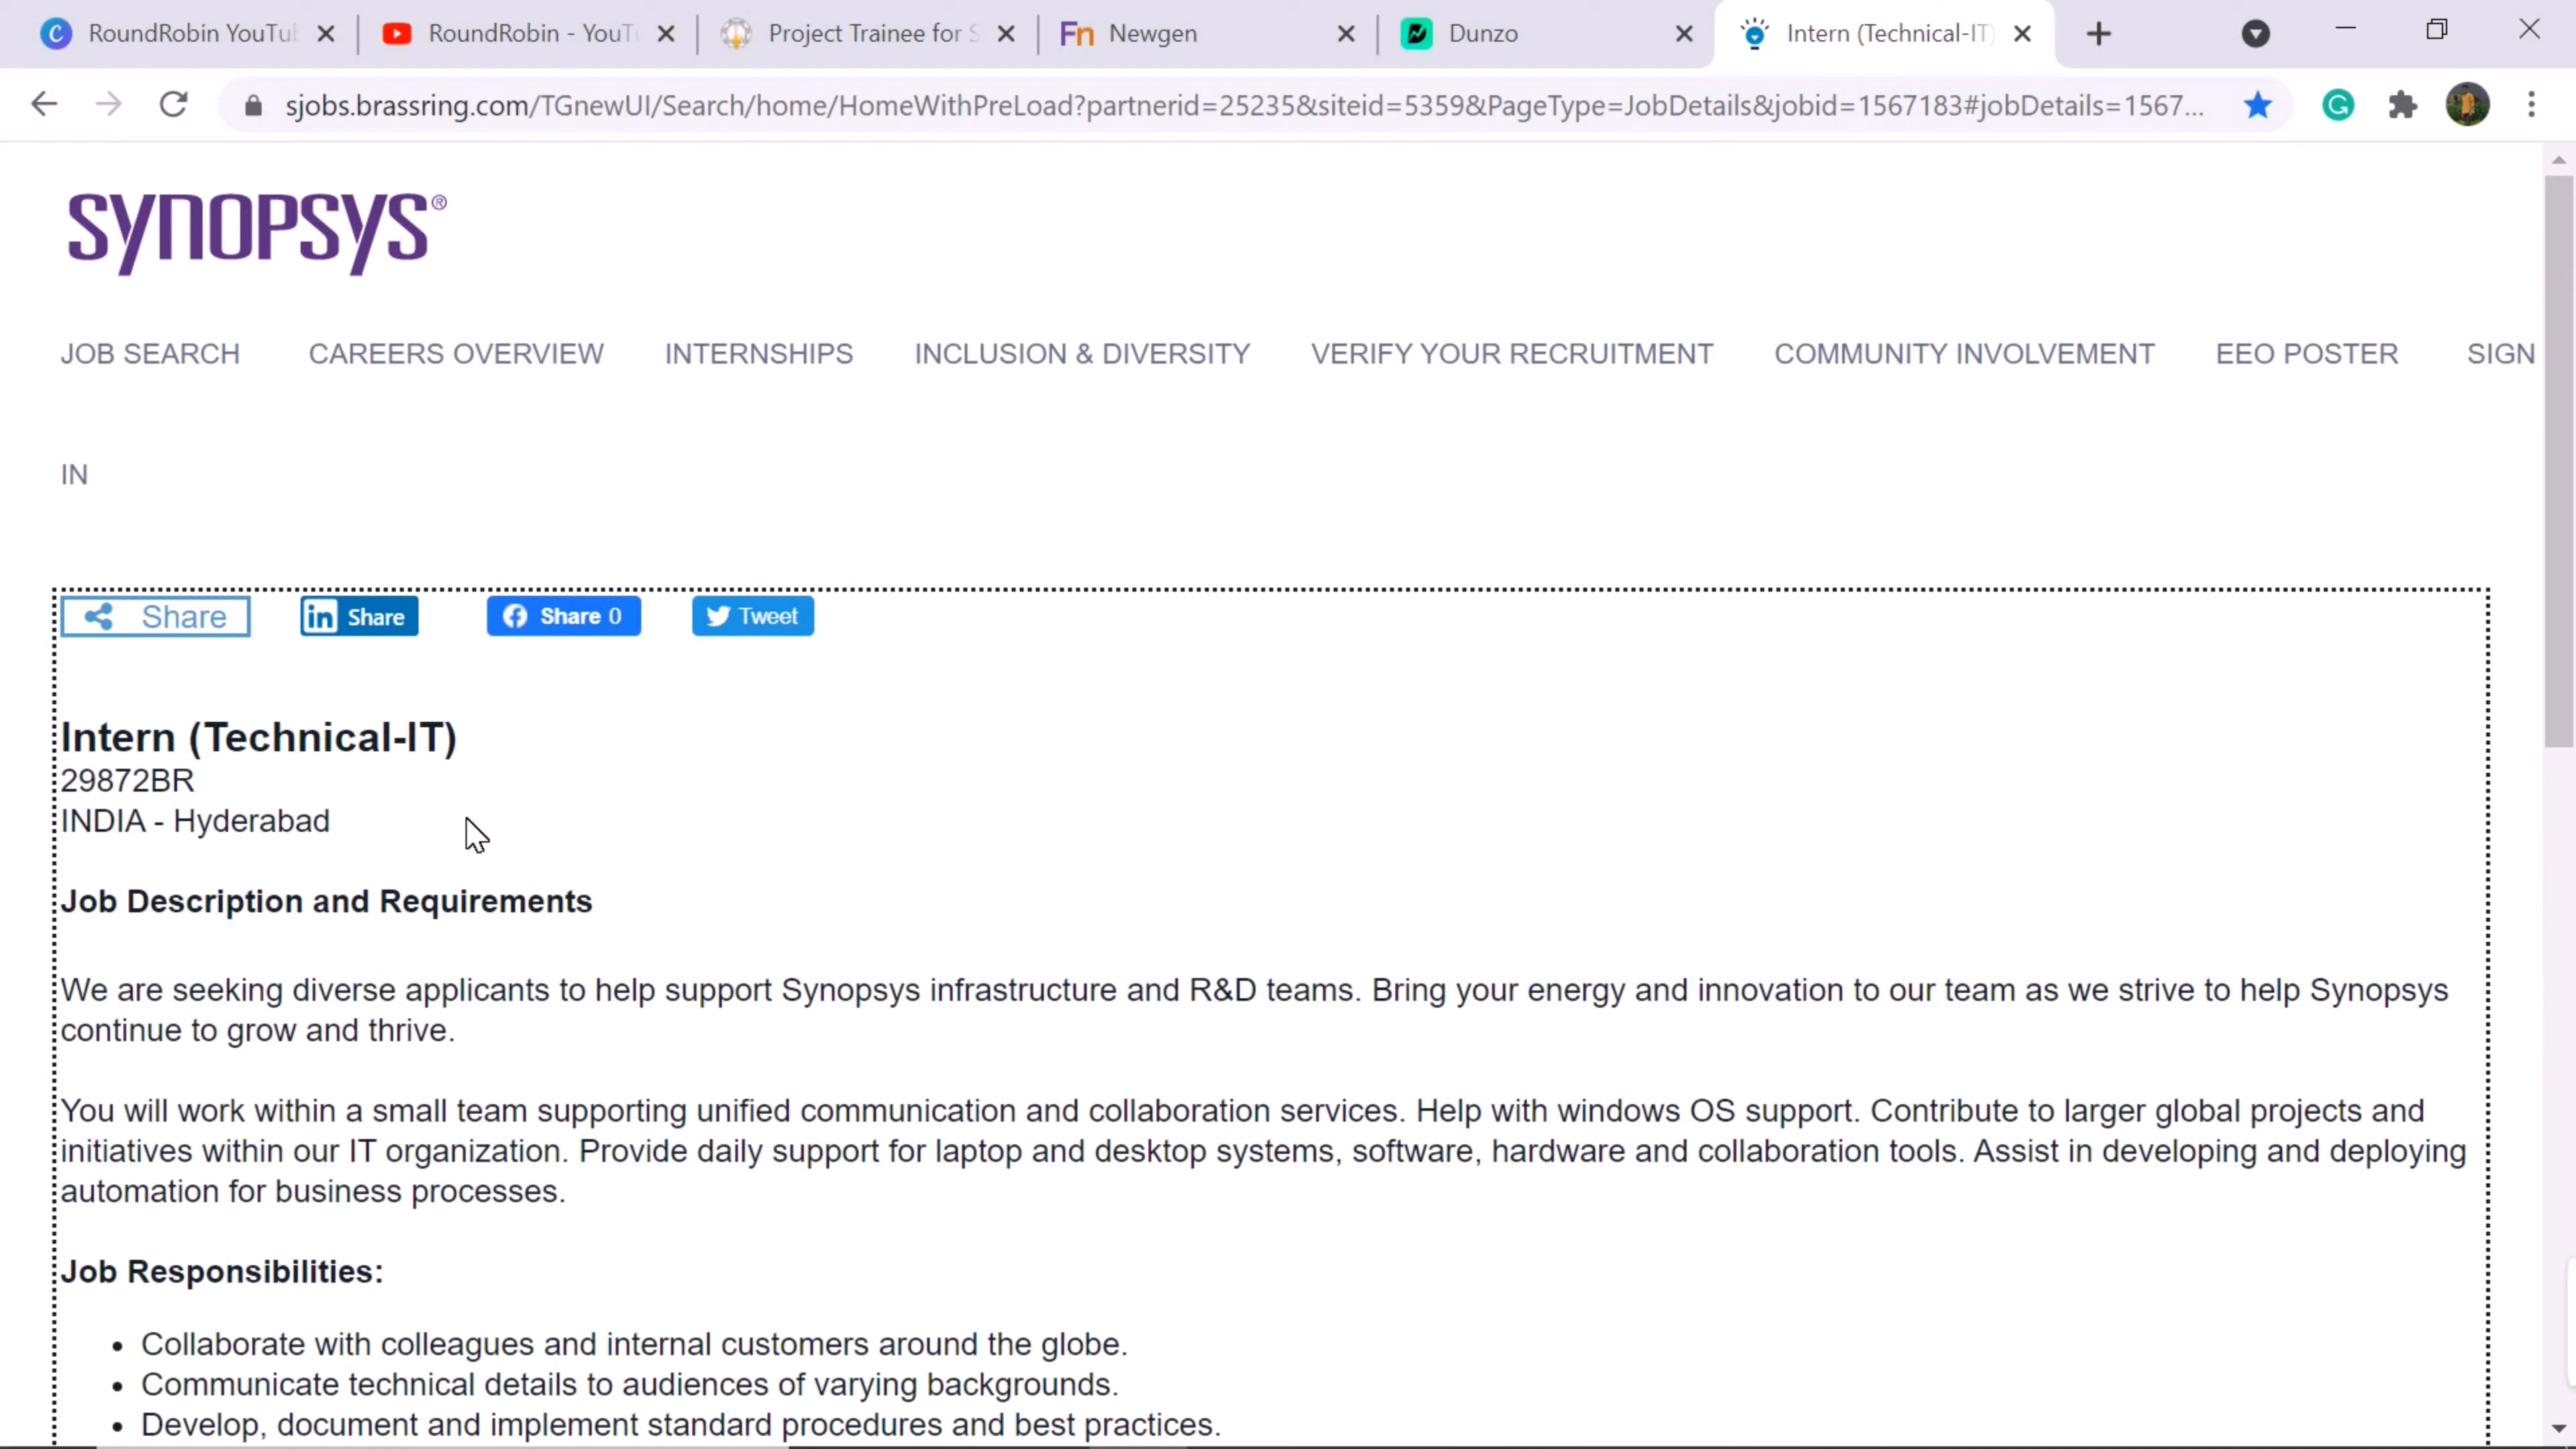 RoundRobin YouTu
RoundRobin - YouTu
Project Trainee for S
Fn Newgen
Dunzo
Intern (Technical-IT)
sjobs.brassring.com/TGnewUI/Search/home/HomeWithPreLoad?partnerid=25235&siteid=5359&PageType=JobDetails&jobid=1567183#jobDetails=1567...
SYNOPSYS®
JOB SEARCH
CAREERS OVERVIEW
INTERNSHIPS
INCLUSION & DIVERSITY
VERIFY YOUR RECRUITMENT
COMMUNITY INVOLVEMENT
EEO POSTER
SIGN
IN
Share
in Share
Share 0
Tweet
Intern (Technical-IT)
29872BR
INDIA - Hyderabad
Job Description and Requirements
We are seeking diverse applicants to help support Synopsys infrastructure and R&D teams. Bring your energy and innovation to our team as we strive to help Synopsys
continue to grow and thrive.
You will work within a small team supporting unified communication and collaboration services. Help with windows OS support. Contribute to larger global projects and
initiatives within our IT organization. Provide daily support for laptop and desktop systems, software, hardware and collaboration tools. Assist in developing and deploying
automation for business processes.
Job Responsibilities:
• Collaborate with colleagues and internal customers around the globe.
• Communicate technical details to audiences of varying backgrounds.
• Develop, document and implement standard procedures and best practices.